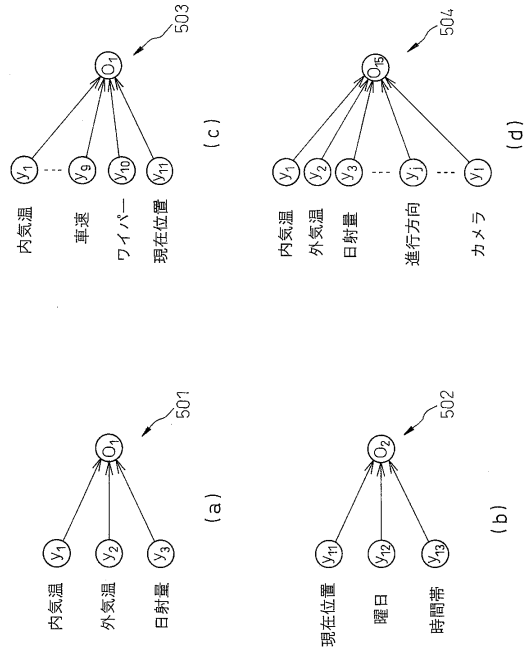 内気温 y1
外気温 y2
日射量 y3
O1
501
(a)
現在位置 y11
曜日 y12
時間帯 y13
O2
502
(b)
内気温 y1
車速 y9
ワイパー y10
現在位置 y11
O1
503
(c)
内気温 y1
外気温 y2
日射量 y3
進行方向 yj
カメラ yl
O15
504
(d)